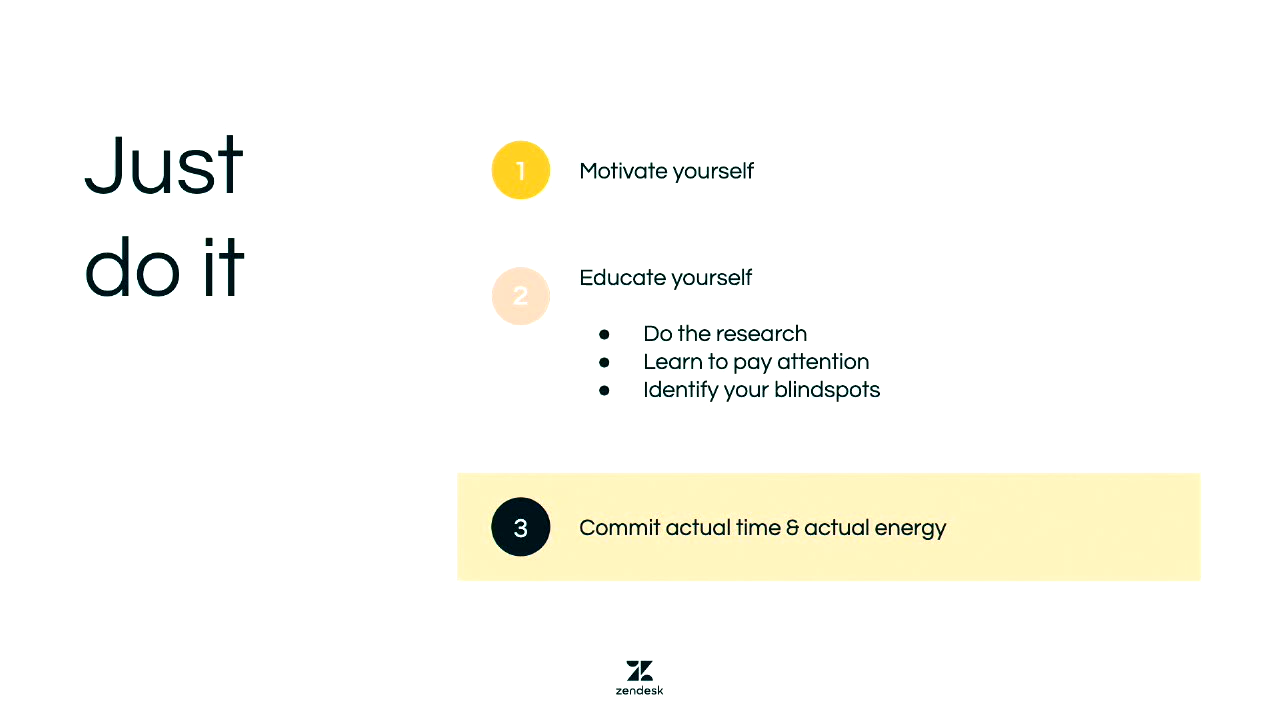 Just
do it
1 Motivate yourself
2 Educate yourself
● Do the research
● Learn to pay attention
● Identify your blindspots
3 Commit actual time & actual energy
zendesk